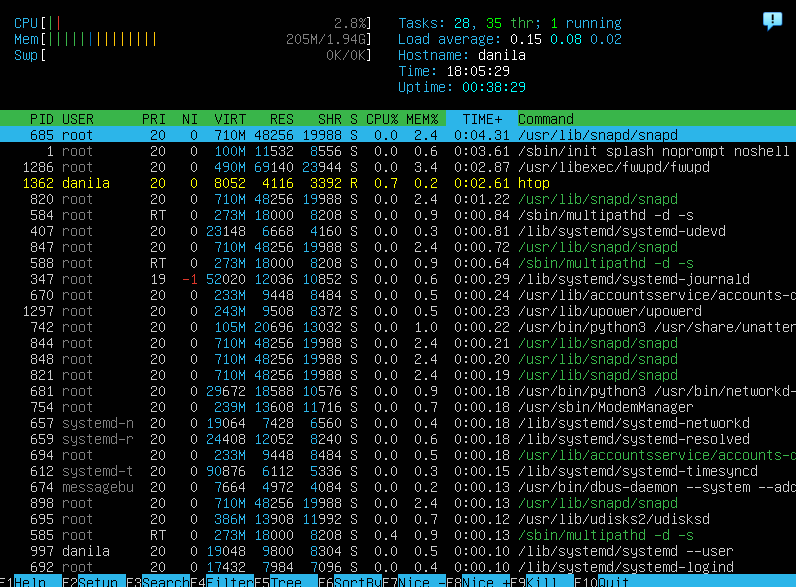 CPU[|| 2.8%] Tasks: 28, 35 thr; 1 running
Mem[|||||||||||||| 205M/1.94G] Load average: 0.15 0.08 0.02
Swp[ 0K/0K] Hostname: danila
Time: 18:05:29
Uptime: 00:38:29
PID USER PRI NI VIRT RES SHR S CPU% MEM% TIME+ Command
685 root 20 0 710M 48256 19988 S 0.0 2.4 0:04.31 /usr/lib/snapd/snapd
1 root 20 0 100M 11532 8556 S 0.0 0.6 0:03.61 /sbin/init splash noprompt noshell
1286 root 20 0 490M 69140 23944 S 0.0 3.4 0:02.87 /usr/libexec/fwupd/fwupd
1362 danila 20 0 8052 4116 3392 R 0.7 0.2 0:02.61 htop
820 root 20 0 710M 48256 19988 S 0.0 2.4 0:01.22 /usr/lib/snapd/snapd
584 root RT 0 273M 18000 8208 S 0.0 0.9 0:00.84 /sbin/multipathd -d -s
407 root 20 0 23148 6668 4160 S 0.0 0.3 0:00.81 /lib/systemd/systemd-udevd
847 root 20 0 710M 48256 19988 S 0.0 2.4 0:00.72 /usr/lib/snapd/snapd
588 root RT 0 273M 18000 8208 S 0.0 0.9 0:00.64 /sbin/multipathd -d -s
347 root 19 -1 52020 12036 10852 S 0.0 0.6 0:00.29 /lib/systemd/systemd-journald
670 root 20 0 233M 9448 8484 S 0.0 0.5 0:00.24 /usr/lib/accountsservice/accounts-d
1297 root 20 0 243M 9508 8372 S 0.0 0.5 0:00.23 /usr/lib/upower/upowerd
742 root 20 0 105M 20696 13032 S 0.0 1.0 0:00.22 /usr/bin/python3 /usr/share/unatten
844 root 20 0 710M 48256 19988 S 0.0 2.4 0:00.21 /usr/lib/snapd/snapd
848 root 20 0 710M 48256 19988 S 0.0 2.4 0:00.20 /usr/lib/snapd/snapd
821 root 20 0 710M 48256 19988 S 0.0 2.4 0:00.19 /usr/lib/snapd/snapd
681 root 20 0 29672 18588 10576 S 0.0 0.9 0:00.18 /usr/bin/python3 /usr/bin/networkd-
754 root 20 0 239M 13608 11716 S 0.0 0.7 0:00.18 /usr/sbin/ModemManager
657 systemd-n 20 0 19064 7428 6560 S 0.0 0.4 0:00.18 /lib/systemd/systemd-networkd
659 systemd-r 20 0 24408 12052 8240 S 0.0 0.6 0:00.18 /lib/systemd/systemd-resolved
694 root 20 0 233M 9448 8484 S 0.0 0.5 0:00.18 /usr/lib/accountsservice/accounts-d
612 systemd-t 20 0 90876 6112 5336 S 0.0 0.3 0:00.15 /lib/systemd/systemd-timesyncd
674 messagebu 20 0 7664 4972 4084 S 0.0 0.2 0:00.13 /usr/bin/dbus-daemon --system --add
898 root 20 0 710M 48256 19988 S 0.0 2.4 0:00.13 /usr/lib/snapd/snapd
695 root 20 0 386M 13908 11992 S 0.0 0.7 0:00.12 /usr/lib/udisks2/udisksd
585 root RT 0 273M 18000 8208 S 0.4 0.9 0:00.13 /sbin/multipathd -d -s
997 danila 20 0 19048 9800 8304 S 0.0 0.5 0:00.10 /lib/systemd/systemd --user
692 root 20 0 17432 7984 7096 S 0.0 0.4 0:00.10 /lib/systemd/systemd-logind
F1Help F2Setup F3SearchF4FilterF5Tree F6SortByF7Nice -F8Nice +F9Kill F10Quit